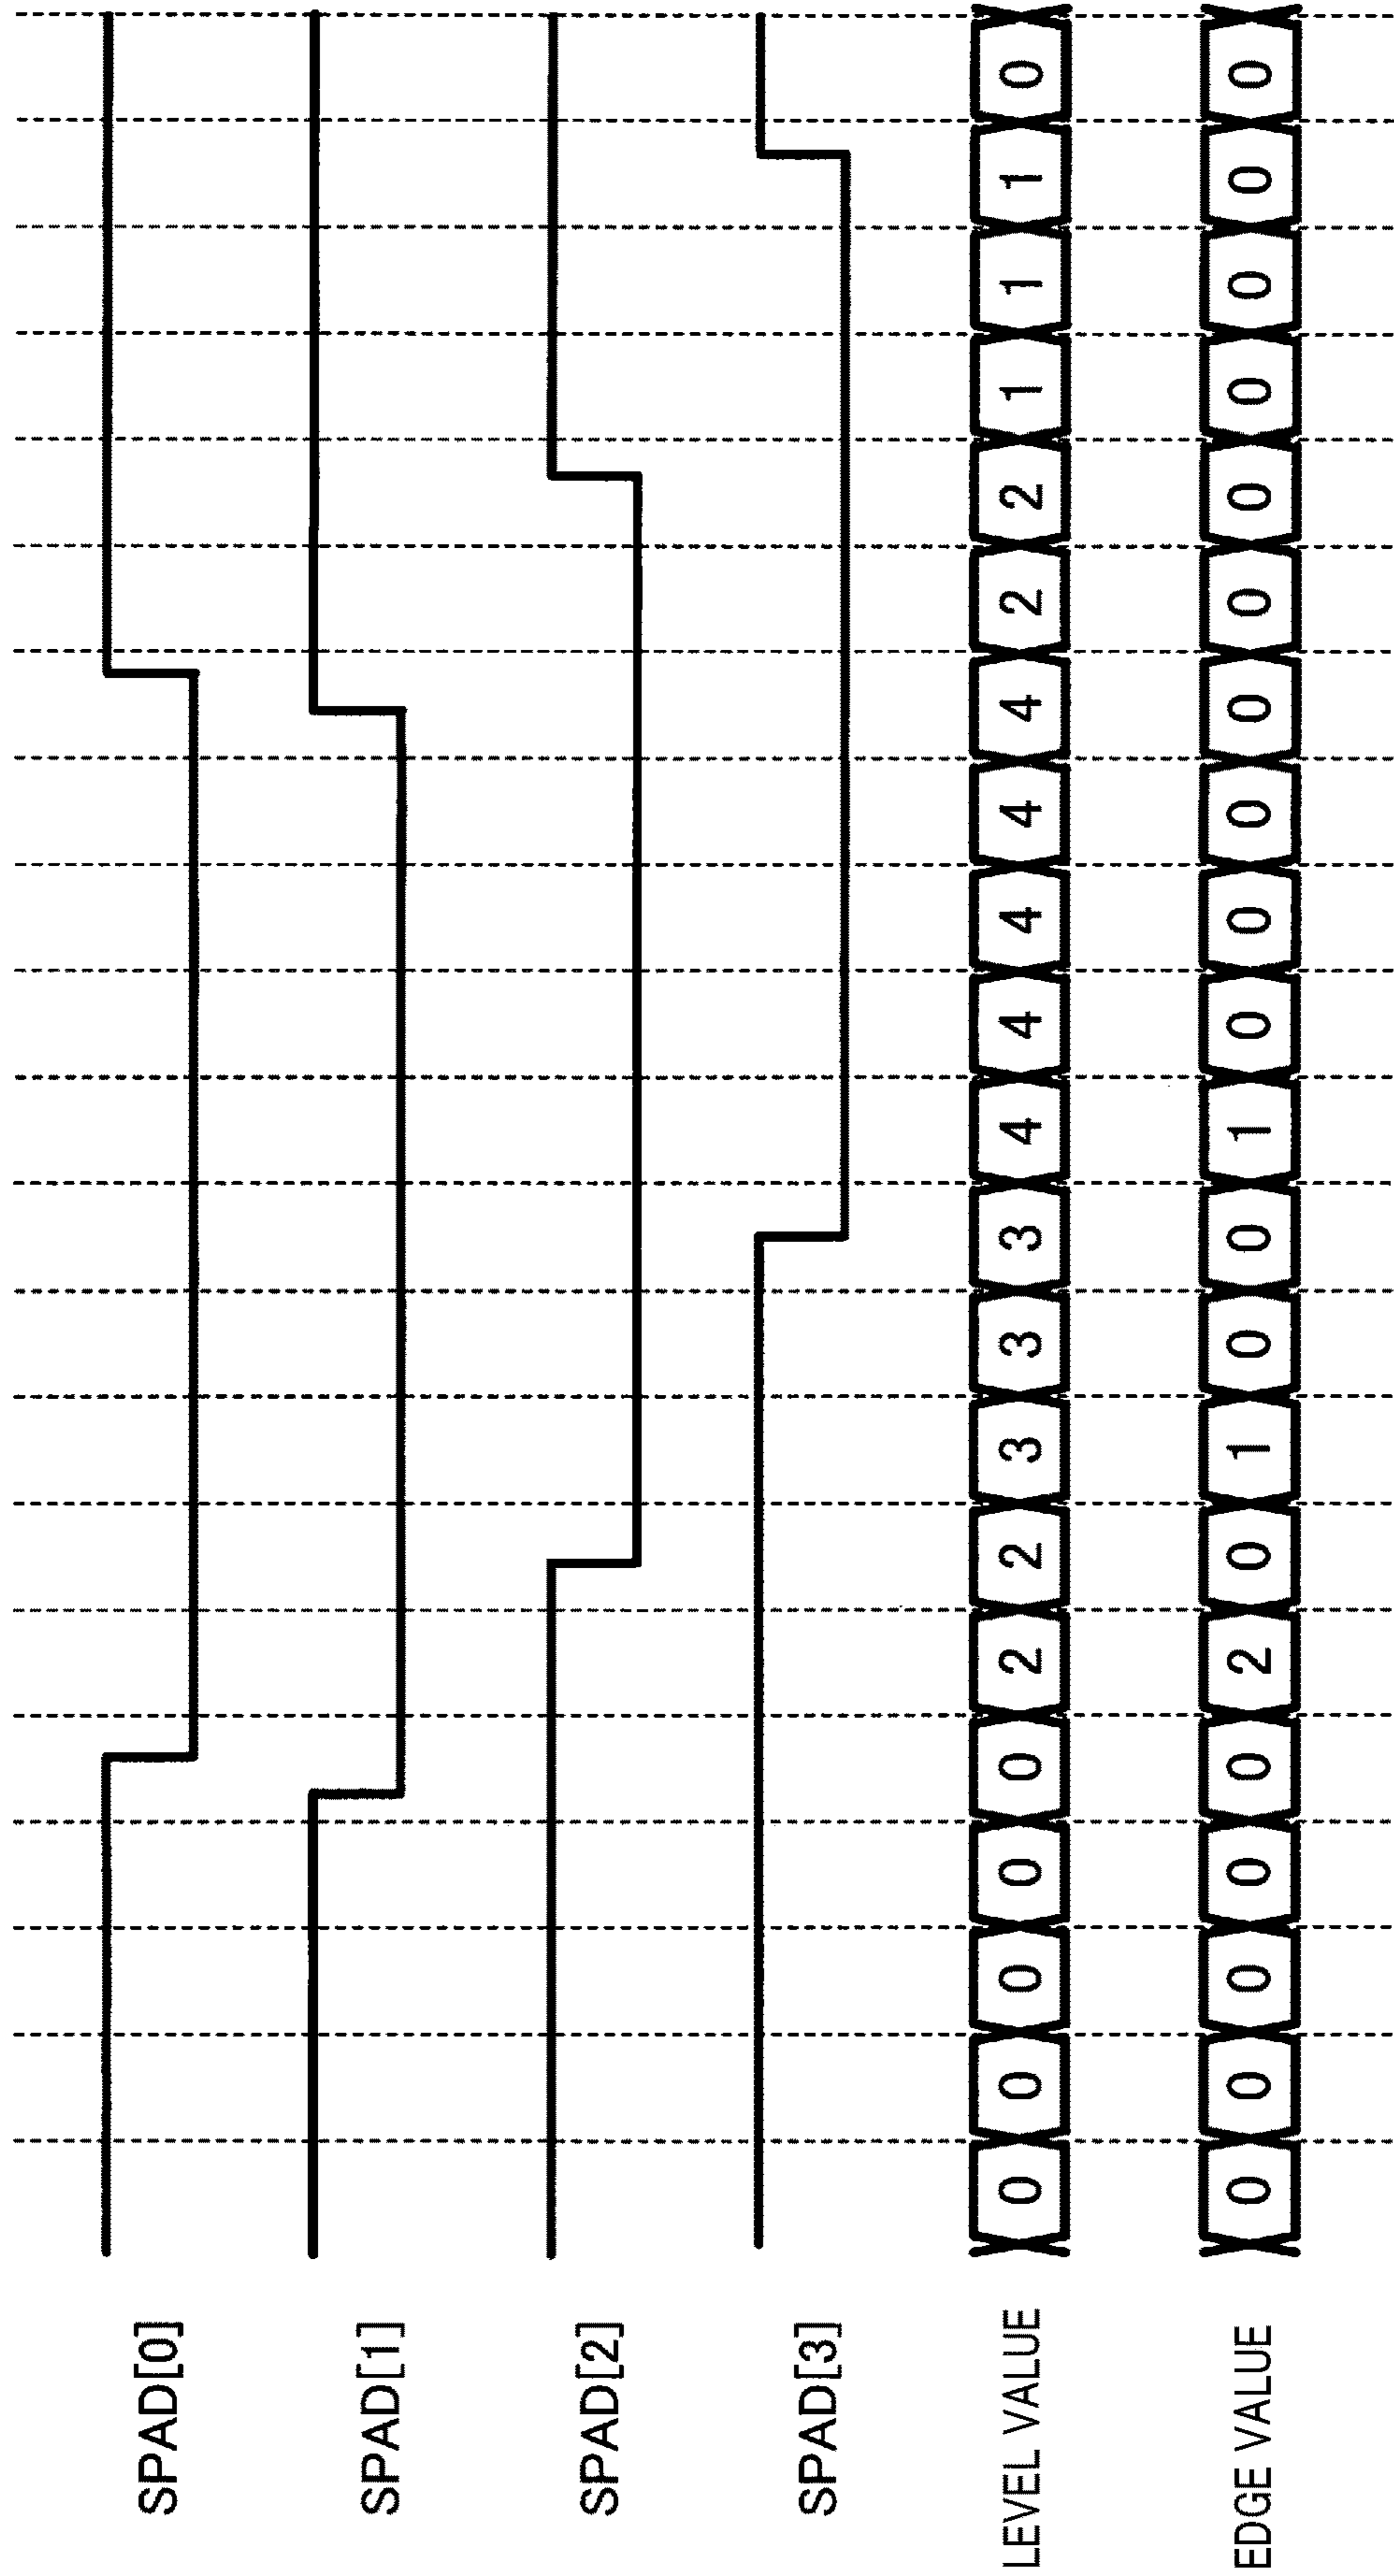 SPAD[0]
SPAD[1]
SPAD[2]
SPAD[3]
LEVEL VALUE 0 0 0 0 0 2 2 3 3 3 4 4 4 4 4 2 2 1 1 1 0
EDGE VALUE 0 0 0 0 0 2 0 1 0 0 1 0 0 0 0 0 0 0 0 0 0